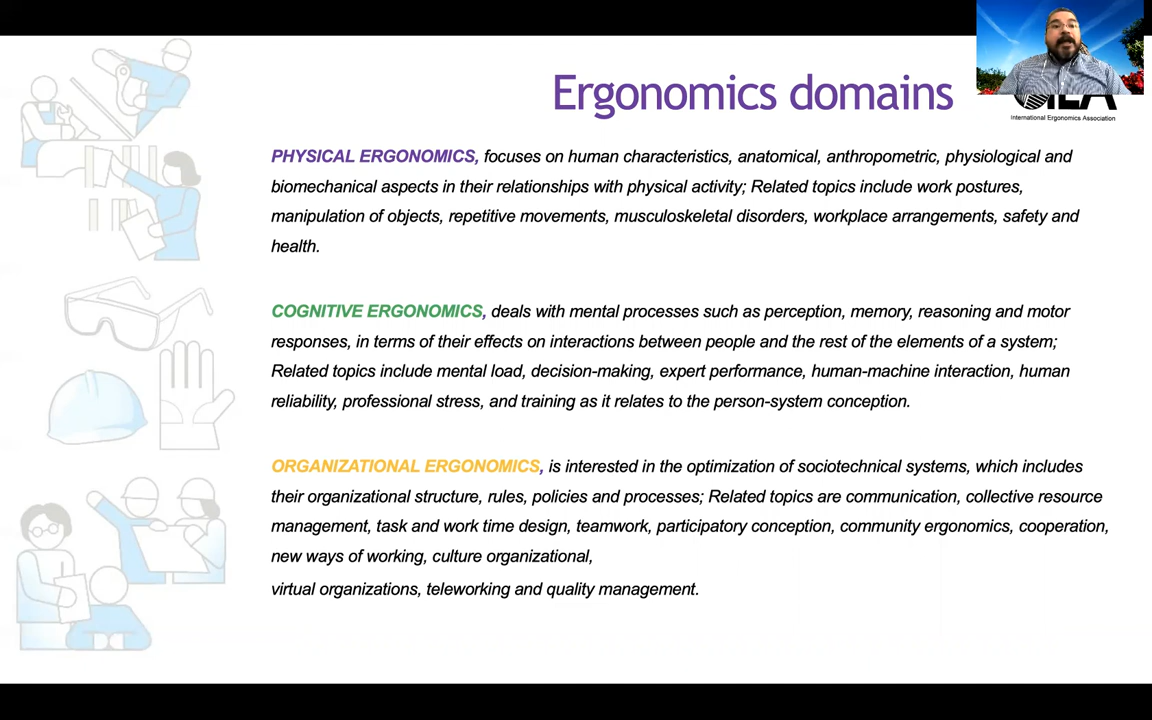 Ergonomics domains
International Ergonomics Association
PHYSICAL ERGONOMICS, focuses on human characteristics, anatomical, anthropometric, physiological and
biomechanical aspects in their relationships with physical activity; Related topics include work postures,
manipulation of objects, repetitive movements, musculoskeletal disorders, workplace arrangements, safety and
health.
COGNITIVE ERGONOMICS, deals with mental processes such as perception, memory, reasoning and motor
responses, in terms of their effects on interactions between people and the rest of the elements of a system;
Related topics include mental load, decision-making, expert performance, human-machine interaction, human
reliability, professional stress, and training as it relates to the person-system conception.
ORGANIZATIONAL ERGONOMICS, is interested in the optimization of sociotechnical systems, which includes
their organizational structure, rules, policies and processes; Related topics are communication, collective resource
management, task and work time design, teamwork, participatory conception, community ergonomics, cooperation,
new ways of working, culture organizational,
virtual organizations, teleworking and quality management.